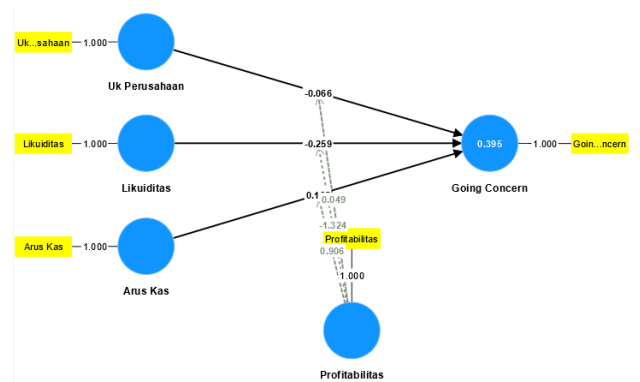 Uk...sahaan
1.000
Uk Perusahaan
-0.066
Likuiditas
1.000
-0.259
0.395
1.000
Goin...ncern
Likuiditas
Going Concern
0.049
Arus Kas
1.000
-1.324
Profitabilitas
0.906
Arus Kas
1.000
Profitabilitas